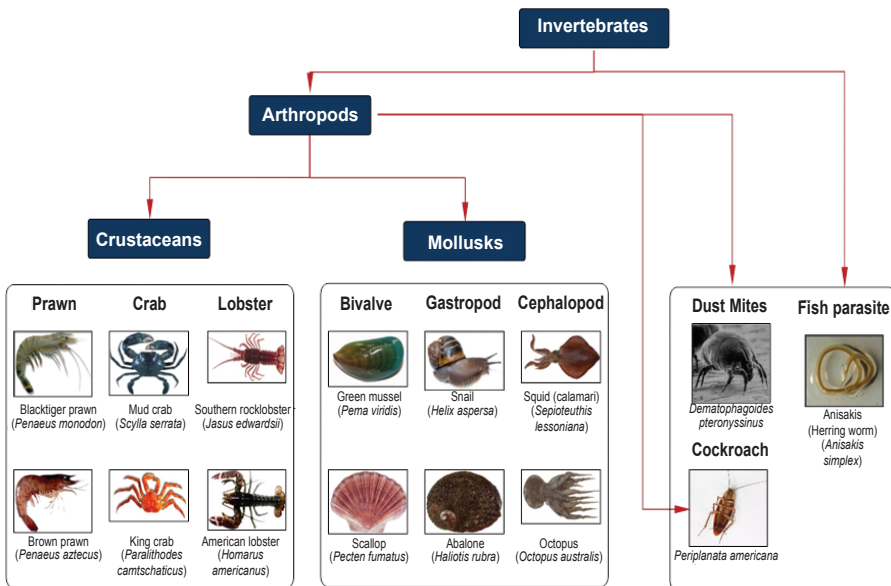 Invertebrates
Arthropods
Crustaceans
Mollusks
Prawn
Crab
Lobster
Blacktiger prawn
(Penaeus monodon)
Mud crab
(Scylla serrata)
Southern rocklobster
(Jasus edwardsii)
Brown prawn
(Penaeus aztecus)
King crab
(Paralithodes
camtschaticus)
American lobster
(Homarus
americanus)
Bivalve
Gastropod
Cephalopod
Green mussel
(Perna viridis)
Snail
(Helix aspersa)
Squid (calamari)
(Sepioteuthis
lessoniana)
Scallop
(Pecten fumatus)
Abalone
(Haliotis rubra)
Octopus
(Octopus australis)
Dust Mites
Fish parasite
Dematophagoides
pteronyssinus
Anisakis
(Herring worm)
(Anisakis
simplex)
Cockroach
Periplanata americana